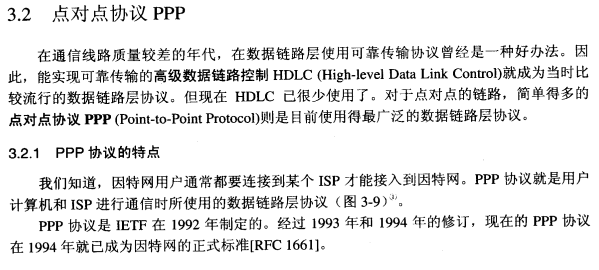 3.2 点对点协议 PPP
在通信线路质量较差的年代，在数据链路层使用可靠传输协议曾经是一种好办法。因
此，能实现可靠传输的高级数据链路控制 HDLC (High-level Data Link Control)就成为当时比
较流行的数据链路层协议。但现在 HDLC 已很少使用了。对于点对点的链路，简单得多的
点对点协议 PPP (Point-to-Point Protocol)则是目前使用得最广泛的数据链路层协议。
3.2.1 PPP 协议的特点
我们知道，因特网用户通常都要连接到某个 ISP 才能接入到因特网。PPP 协议就是用户
计算机和 ISP 进行通信时所使用的数据链路层协议（图 3-9）③。
PPP 协议是 IETF 在 1992 年制定的。经过 1993 年和 1994 年的修订，现在的 PPP 协议
在 1994 年就已成为因特网的正式标准[RFC 1661]。